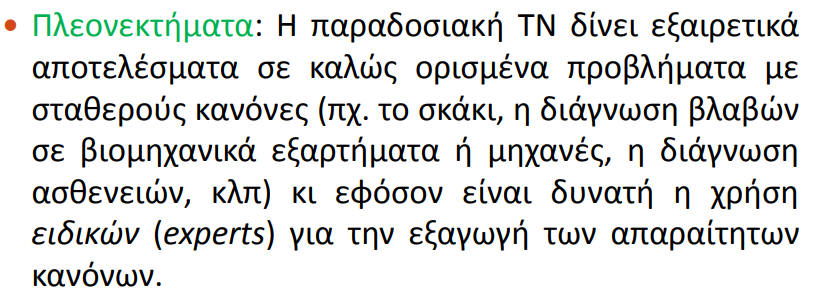 • Πλεονεκτήματα: Η παραδοσιακή ΤΝ δίνει εξαιρετικά
αποτελέσματα σε καλώς ορισμένα προβλήματα με
σταθερούς κανόνες (πχ. το σκάκι, η διάγνωση βλαβών
σε βιομηχανικά εξαρτήματα ή μηχανές, η διάγνωση
ασθενειών, κλπ) κι εφόσον είναι δυνατή η χρήση
ειδικών (experts) για την εξαγωγή των απαραίτητων
κανόνων.